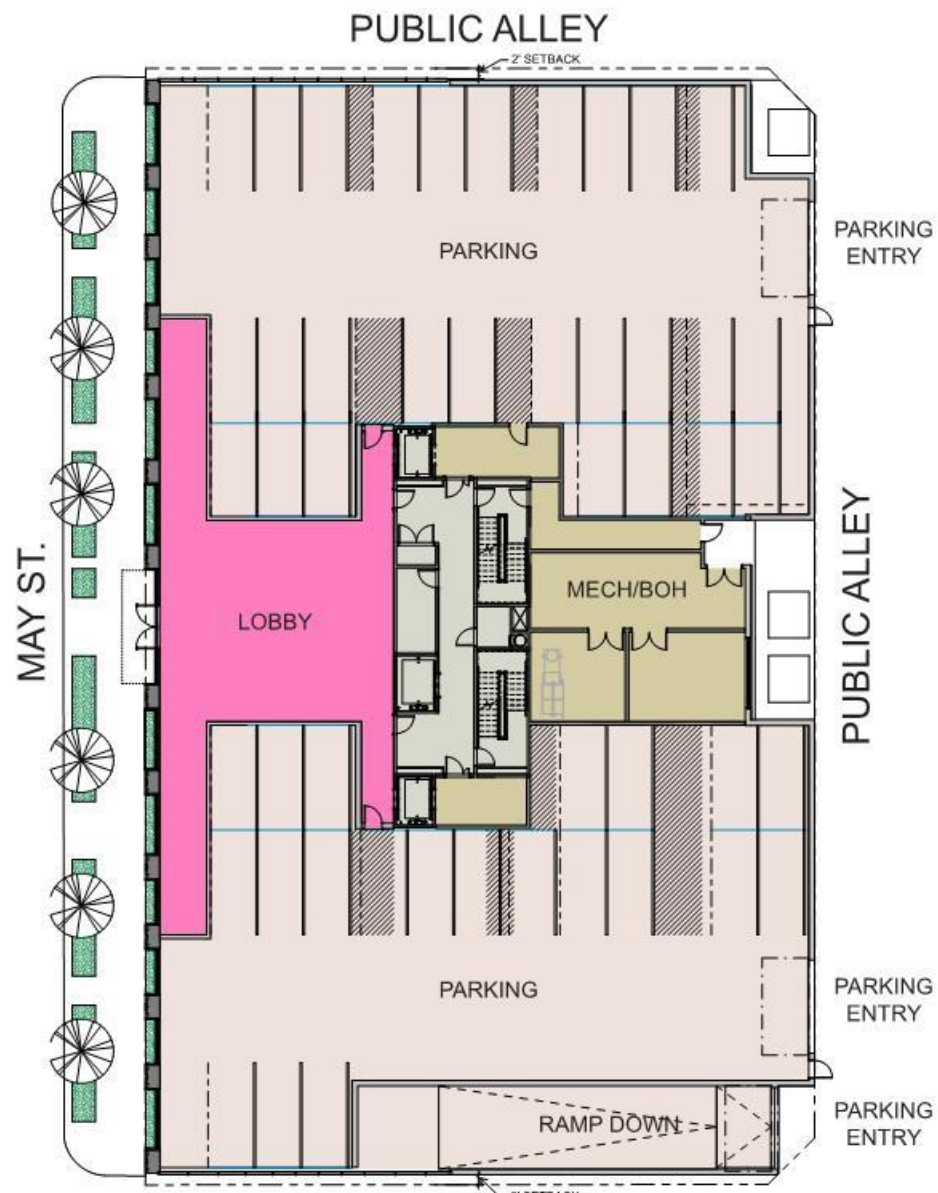 PUBLIC ALLEY
2' SETBACK
PARKING
PARKING
ENTRY
MAY ST.
LOBBY
MECH/BOH
PUBLIC ALLEY
PARKING
PARKING
ENTRY
RAMP DOWN
PARKING
ENTRY